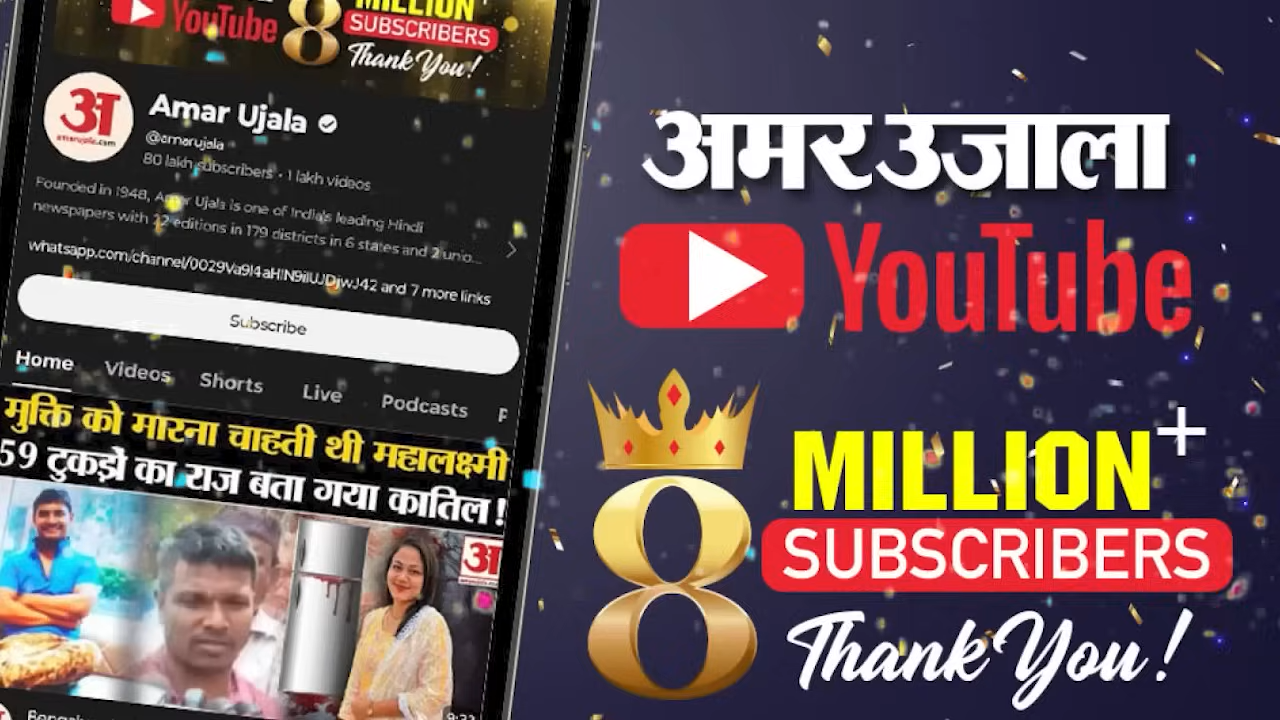 YouTube
8
MILLION
SUBSCRIBERS
Thank You!
अ
amarujala.com
Amar Ujala
@amarujala
80 lakh subscribers • 1 lakh videos
Founded in 1948, Amar Ujala is one of India's leading Hindi
newspapers with 22 editions in 179 districts in 6 states and 2 unio...
and 7 more links
Subscribe
Home Videos Shorts Live Podcasts P
मुक्ति को मारना चाहती थी महालक्ष्मी
59 टुकड़ों का राज बता गया कातिल!
अ
9:33
अमर उजाला
YouTube
8
MILLION+
SUBSCRIBERS
Thank You!